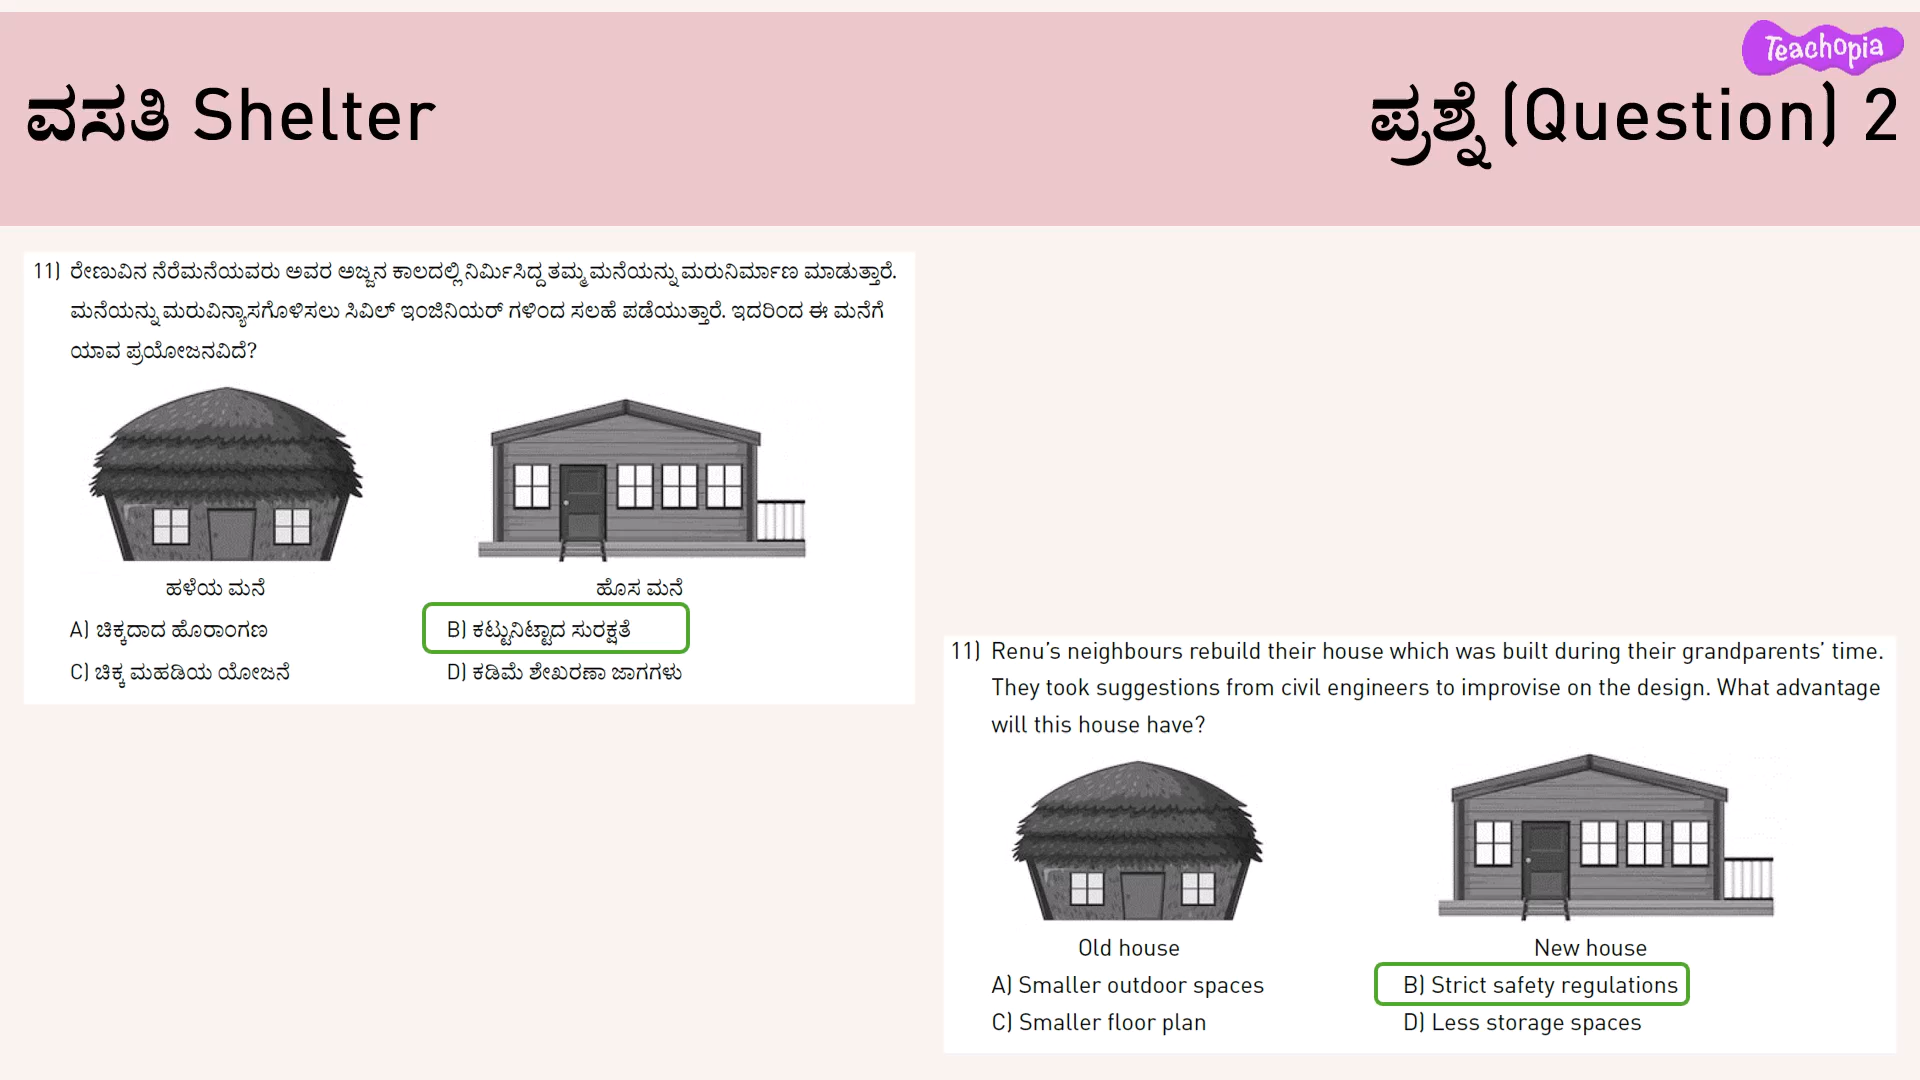 Teachopia
ವಸತಿ Shelter
ಪ್ರಶ್ನೆ (Question) 2
11) ರೇಣುವಿನ ನೆರೆಮನೆಯವರು ಅವರ ಅಜ್ಜನ ಕಾಲದಲ್ಲಿ ನಿರ್ಮಿಸಿದ್ದ ತಮ್ಮ ಮನೆಯನ್ನು ಮರುನಿರ್ಮಾಣ ಮಾಡುತ್ತಾರೆ.
ಮನೆಯನ್ನು ಮರುವಿನ್ಯಾಸಗೊಳಿಸಲು ಸಿವಿಲ್ ಇಂಜಿನಿಯರ್ ಗಳಿಂದ ಸಲಹೆ ಪಡೆಯುತ್ತಾರೆ. ಇದರಿಂದ ಈ ಮನೆಗೆ
ಯಾವ ಪ್ರಯೋಜನವಿದೆ?
ಹಳೆಯ ಮನೆ
ಹೊಸ ಮನೆ
A) ಚಿಕ್ಕದಾದ ಹೊರಾಂಗಣ
B) ಕಟ್ಟುನಿಟ್ಟಾದ ಸುರಕ್ಷತೆ
C) ಚಿಕ್ಕ ಮಹಡಿಯ ಯೋಜನೆ
D) ಕಡಿಮೆ ಶೇಖರಣಾ ಜಾಗಗಳು
11) Renu's neighbours rebuild their house which was built during their grandparents' time.
They took suggestions from civil engineers to improvise on the design. What advantage
will this house have?
Old house
New house
A) Smaller outdoor spaces
B) Strict safety regulations
C) Smaller floor plan
D) Less storage spaces